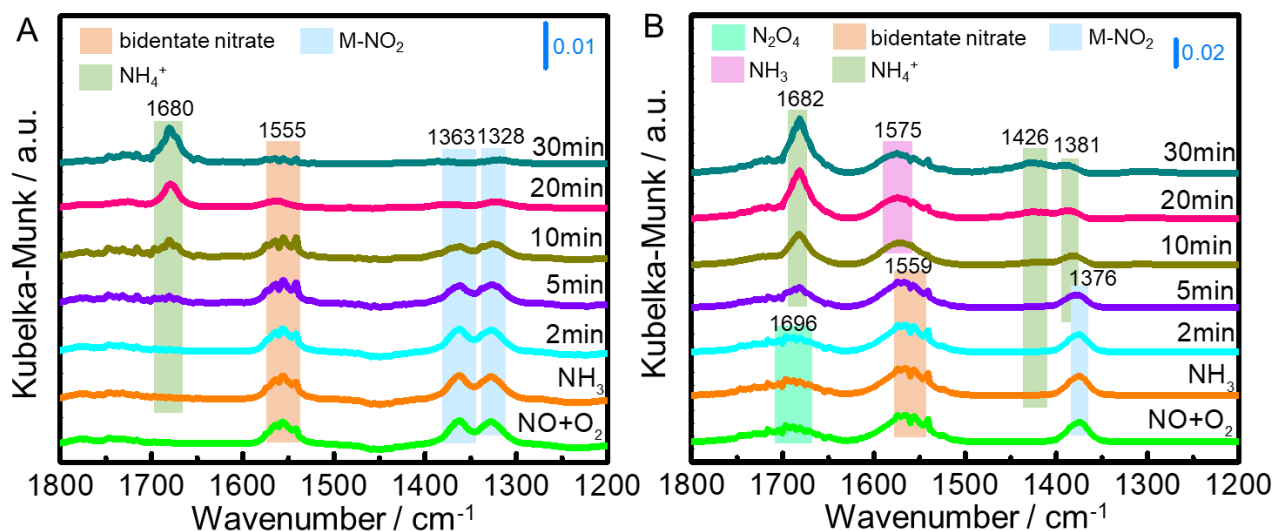 A
bidentate nitrate
M-NO₂
NH₄⁺
0.01
1680
1555
1363
1328
30min
20min
10min
5min
2min
NH₃
NO+O₂
Kubelka-Munk / a.u.
1800
1700
1600
1500
1400
1300
1200
Wavenumber / cm⁻¹
B
N₂O₄
bidentate nitrate
M-NO₂
NH₃
NH₄⁺
0.02
1682
1575
1426
1381
30min
20min
10min
1559
1376
5min
1696
2min
NH₃
NO+O₂
Kubelka-Munk / a.u.
1800
1700
1600
1500
1400
1300
1200
Wavenumber / cm⁻¹